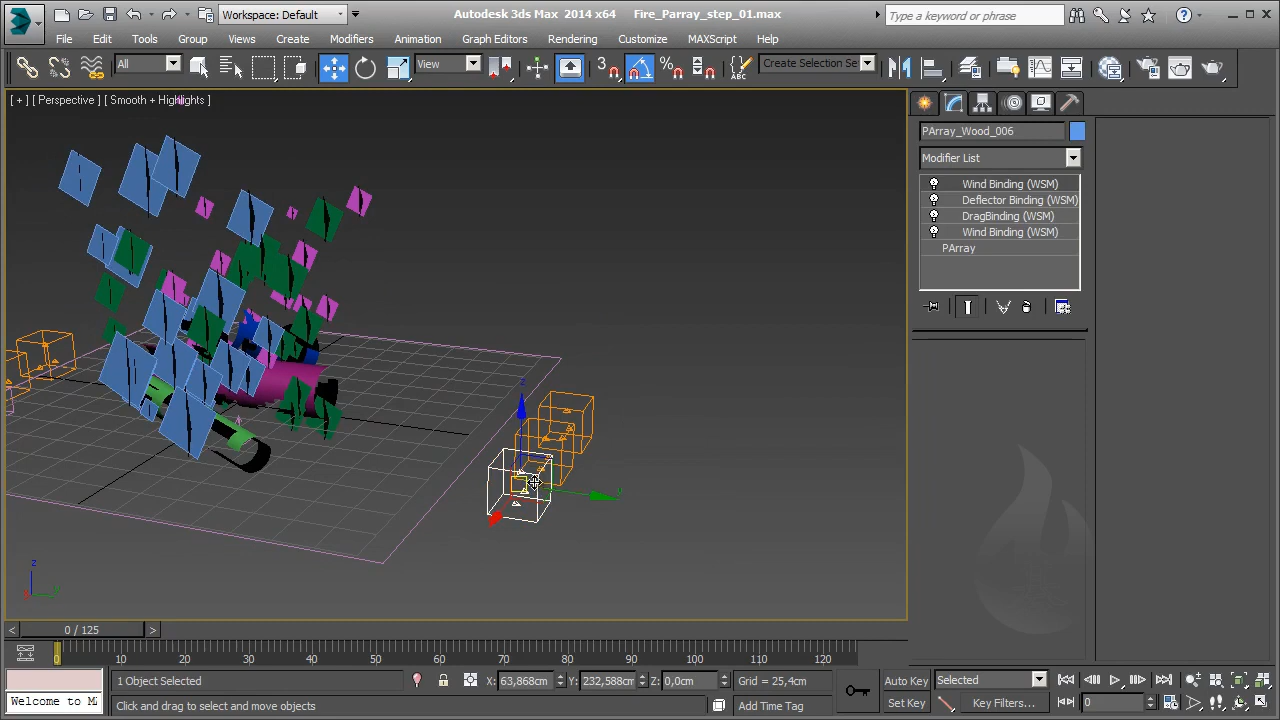 Workspace: Default
Autodesk 3ds Max 2014 x64 Fire_Parray_step_01.max
Type a keyword or phrase
File Edit Tools Group Views Create Modifiers Animation Graph Editors Rendering Customize MAXScript Help
All View 3 Create Selection Se
[ + ] [ Perspective ] [ Smooth + Highlights ]
PArray_Wood_006
Modifier List
Wind Binding (WSM)
Deflector Binding (WSM)
DragBinding (WSM)
Wind Binding (WSM)
PArray
z
y
z
0 / 125
0 10 20 30 40 50 60 70 80 90 100 110 120
1 Object Selected X: 63,868cm Y: 232,588cm Z: 0,0cm Grid = 25,4cm Auto Key Selected
Welcome to M
Click and drag to select and move objects Add Time Tag Set Key Key Filters... 0